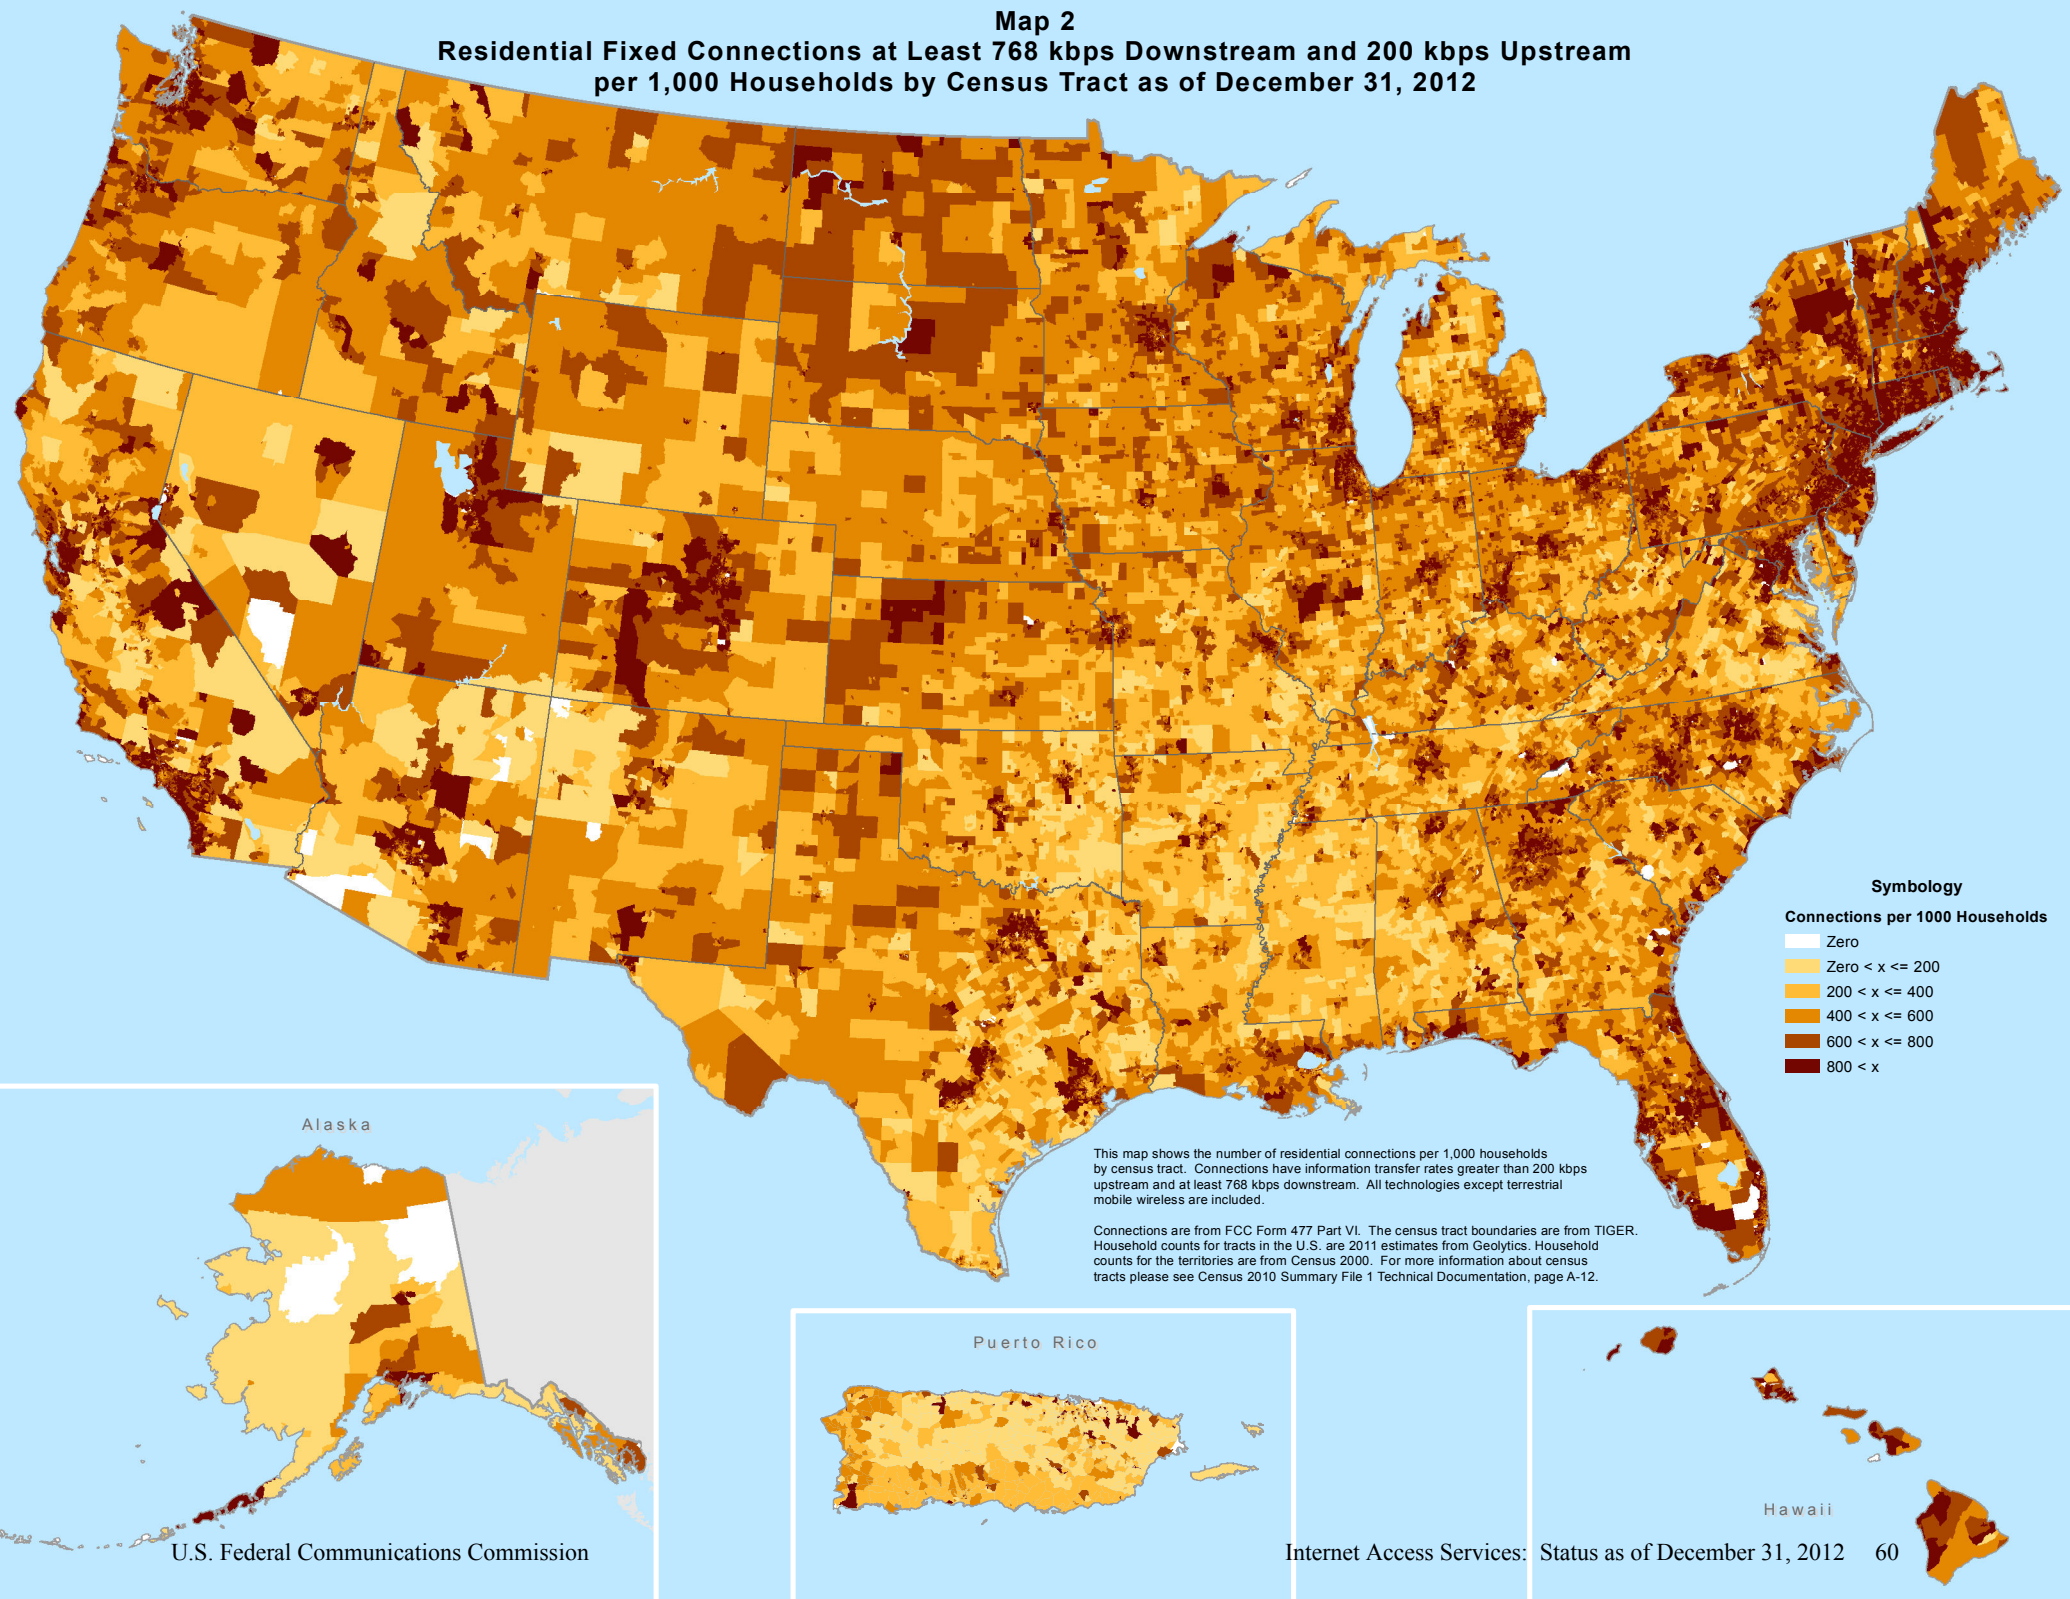 Map 2
Residential Fixed Connections at Least 768 kbps Downstream and 200 kbps Upstream
per 1,000 Households by Census Tract as of December 31, 2012
Symbology
Connections per 1000 Households
Zero
Zero < x <= 200
200 < x <= 400
400 < x <= 600
600 < x <= 800
800 < x
Alaska
This map shows the number of residential connections per 1,000 households
by census tract. Connections have information transfer rates greater than 200 kbps
upstream and at least 768 kbps downstream. All technologies except terrestrial
mobile wireless are included.
Connections are from FCC Form 477 Part VI. The census tract boundaries are from TIGER.
Household counts for tracts in the U.S. are 2011 estimates from Geolytics. Household
counts for the territories are from Census 2000. For more information about census
tracts please see Census 2010 Summary File 1 Technical Documentation, page A-12.
Puerto Rico
Hawaii
U.S. Federal Communications Commission
Internet Access Services: Status as of December 31, 2012 60